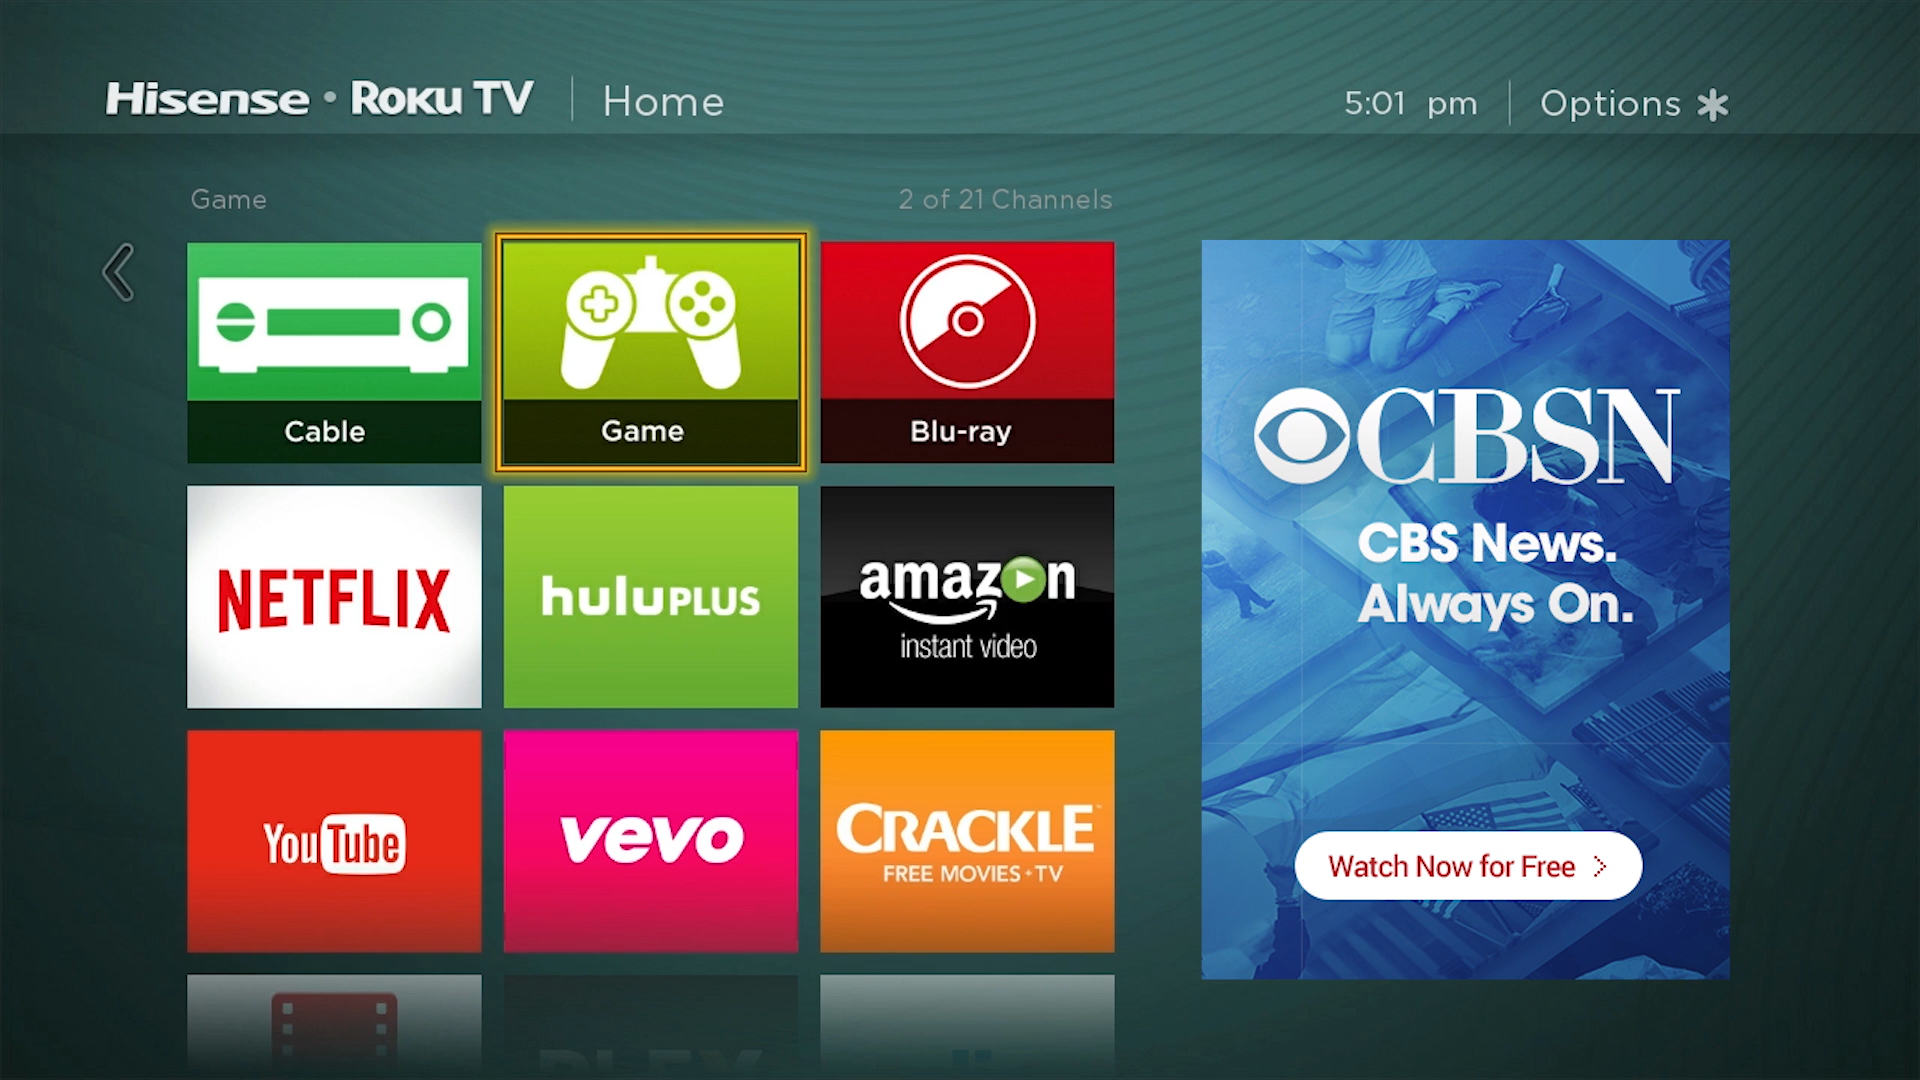 Hisense • Roku TV
Home
5:01 pm
Options *
Game
2 of 21 Channels
Cable
Game
Blu-ray
NETFLIX
huluPLUS
amazon
instant video
YouTube
vevo
CRACKLE
FREE MOVIES + TV
PLEX
CBSN
CBS News.
Always On.
Watch Now for Free >